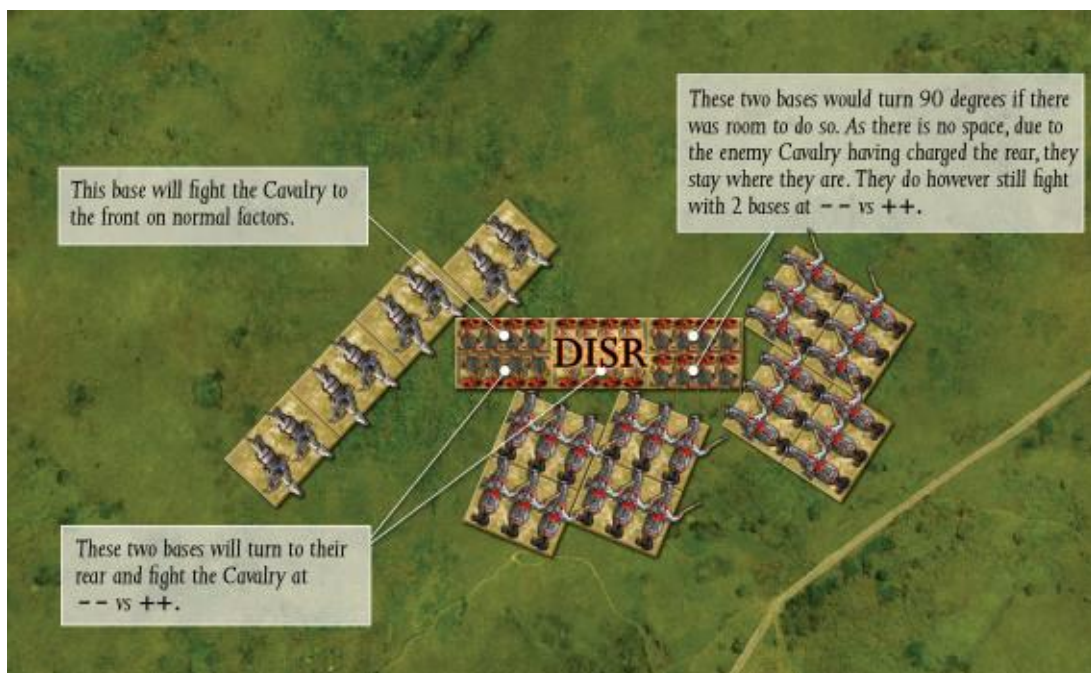 These two bases would turn 90 degrees if there
was room to do so. As there is no space, due to
the enemy Cavalry having charged the rear, they
stay where they are. They do however still fight
with 2 bases at – – vs ++.
This base will fight the Cavalry to
the front on normal factors.
DISR
These two bases will turn to their
rear and fight the Cavalry at
– – vs ++.